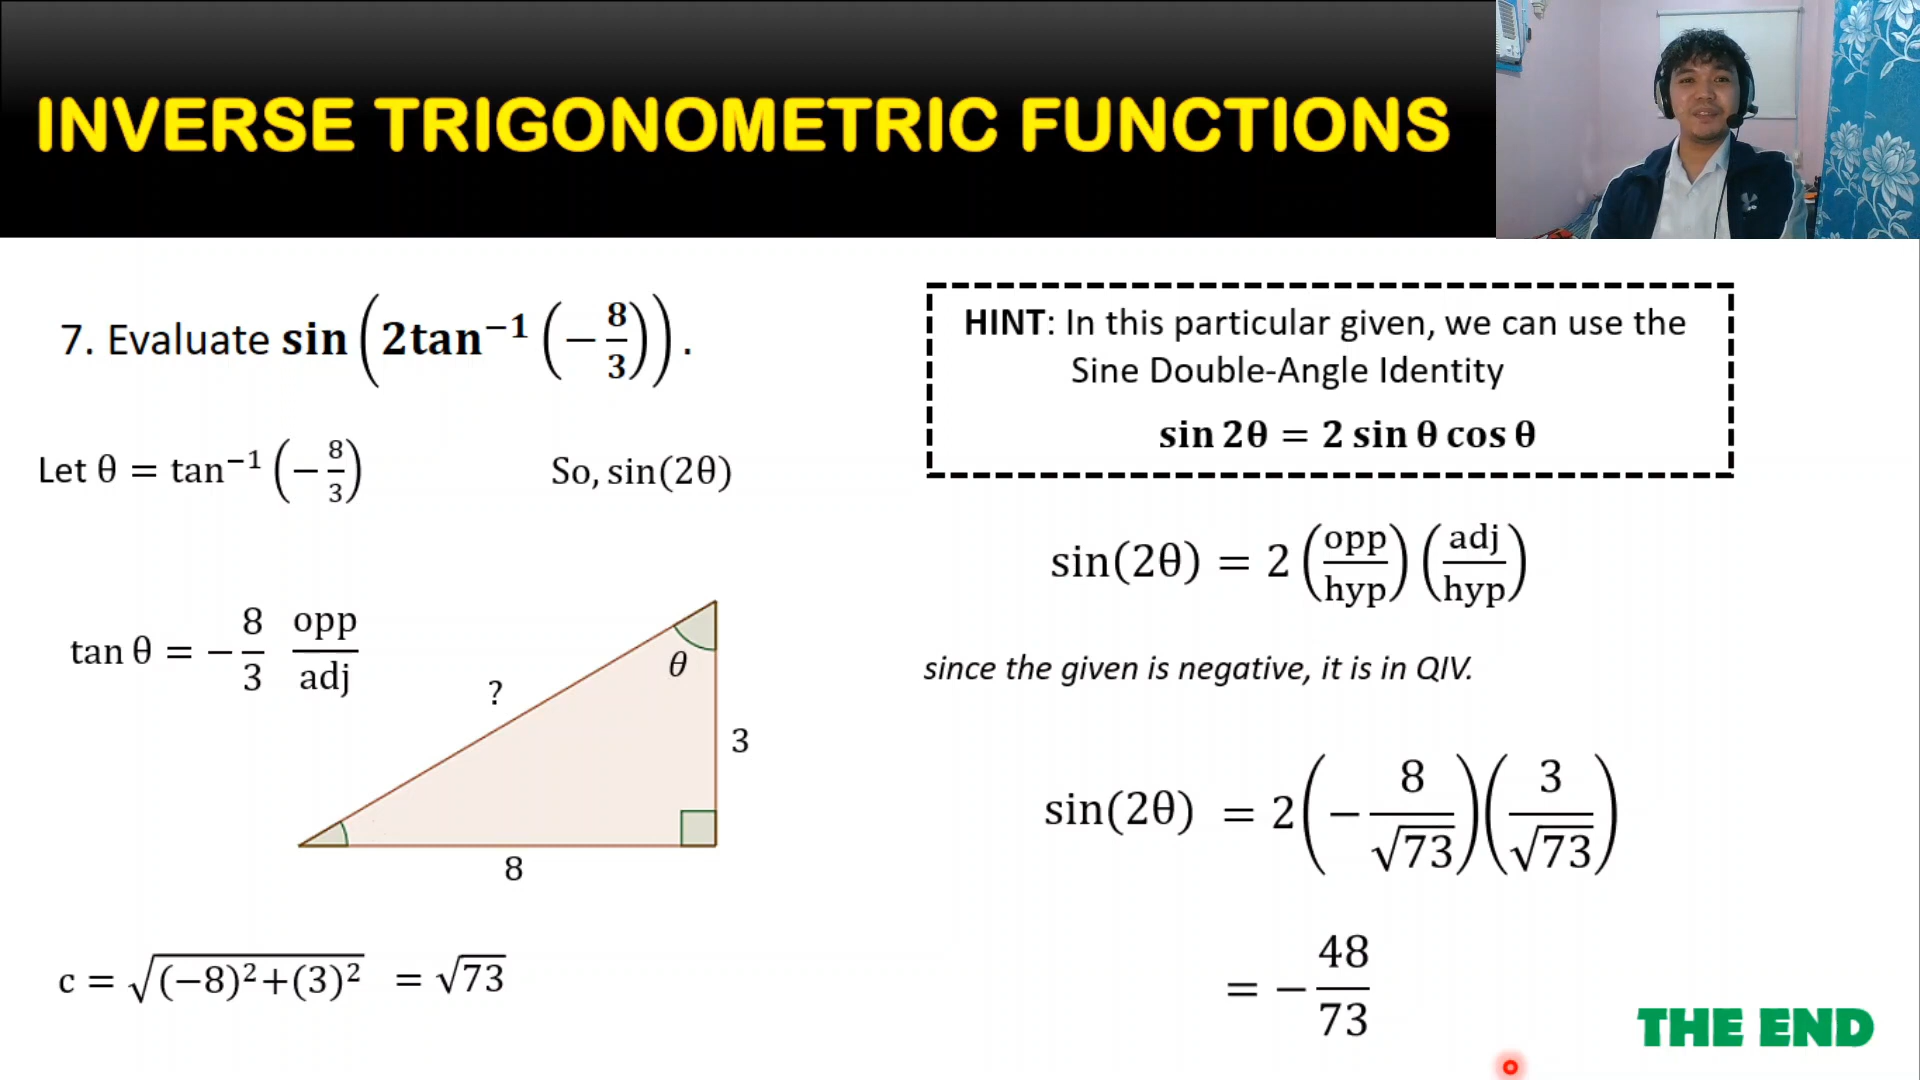 INVERSE TRIGONOMETRIC FUNCTIONS
7. Evaluate sin(2tan⁻¹(−8/3)).
Let θ = tan⁻¹(−8/3)
So, sin(2θ)
tan θ = −8/3 opp/adj
?
θ
3
8
c = √((−8)²+(3)²) = √73
HINT: In this particular given, we can use the
Sine Double-Angle Identity
sin 2θ = 2 sin θ cos θ
sin(2θ) = 2(opp/hyp)(adj/hyp)
since the given is negative, it is in QIV.
sin(2θ) = 2(−8/√73)(3/√73)
= −48/73
THE END